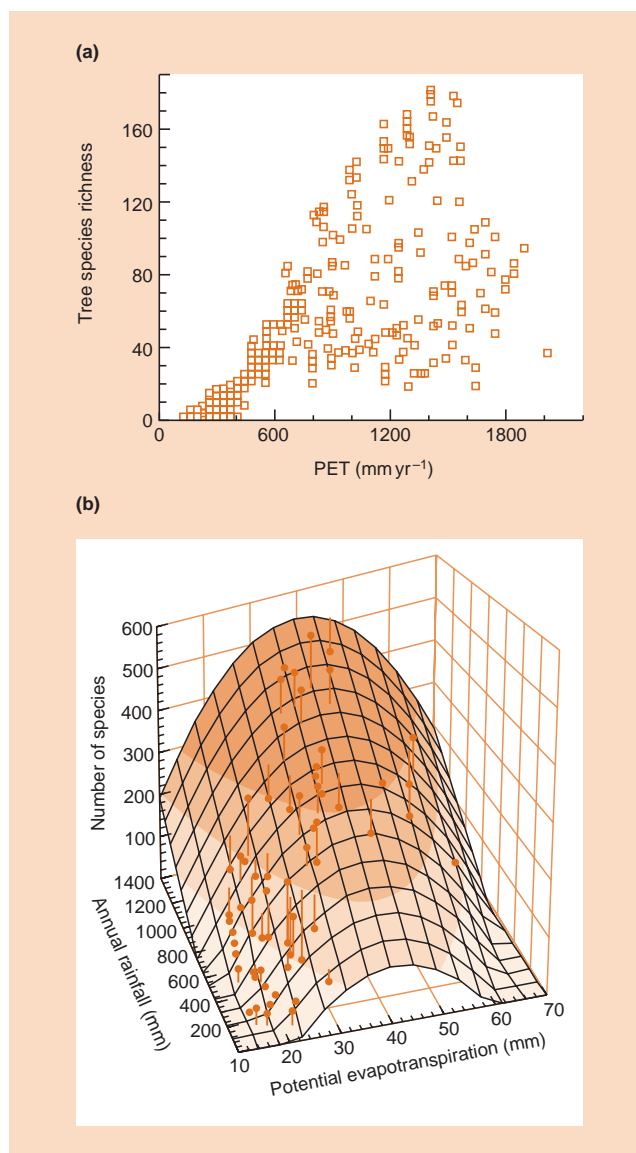 (a)
160
120
80
40
0
Tree species richness
0 600 1200 1800
PET (mm yr⁻¹)
(b)
600
500
400
300
200
100
Number of species
1400
1200
1000
800
600
400
200
Annual rainfall (mm)
10 20 30 40 50 60 70
Potential evapotranspiration (mm)